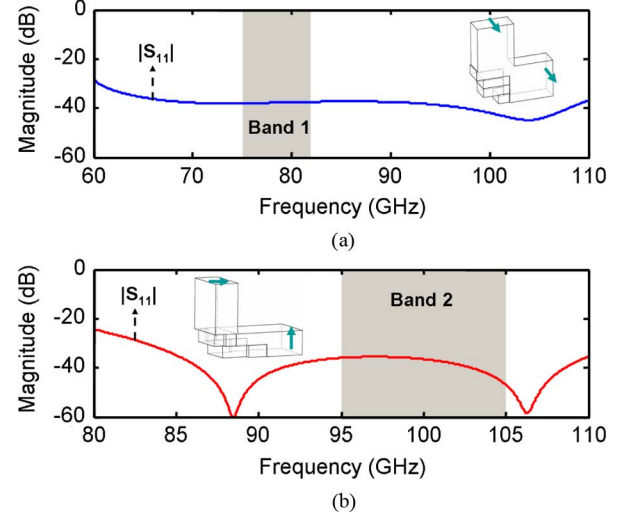 0
-20
-40
-60
Magnitude (dB)
|S11|
Band 1
60 70 80 90 100 110
Frequency (GHz)
(a)
0
-20
-40
-60
Magnitude (dB)
|S11|
Band 2
80 85 90 95 100 105 110
Frequency (GHz)
(b)